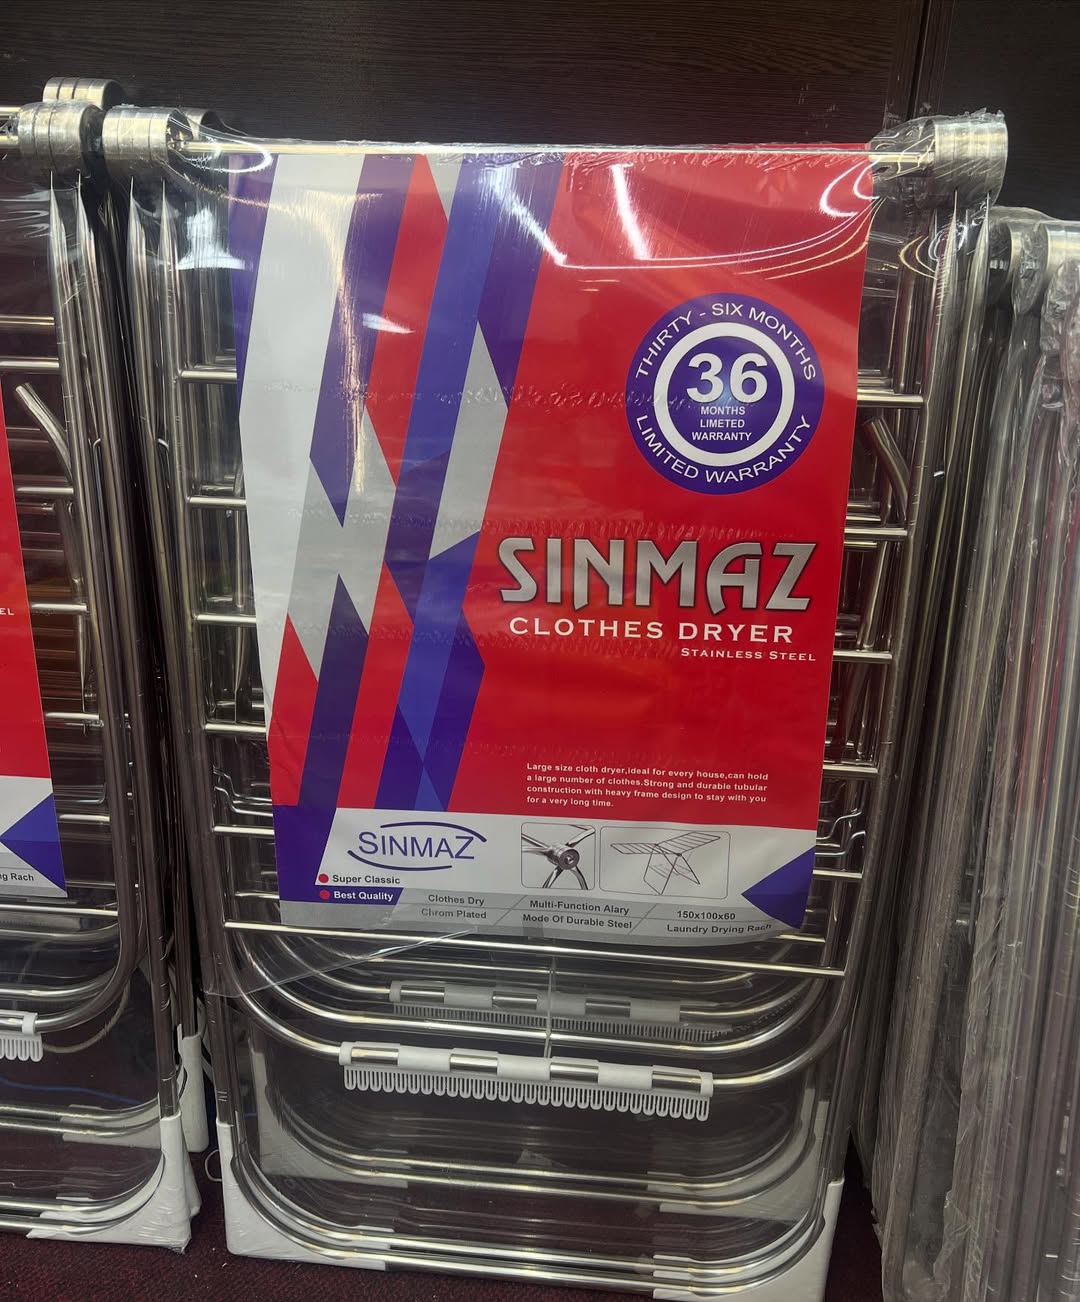 THIRTY - SIX MONTHS
36
MONTHS
LIMETED
WARRANTY
LIMITED WARRANTY
SINMAZ
CLOTHES DRYER
STAINLESS STEEL
EL
Large size cloth dryer,ideal for every house,can hold
a large number of clothes.Strong and durable tubular
construction with heavy frame design to stay with you
for a very long time.
SINMAZ
Super Classic
Best Quality
Clothes Dry
Chrom Plated
Multi-Function Alary
Mode Of Durable Steel
150x100x60
Laundry Drying Rach
ng Rach